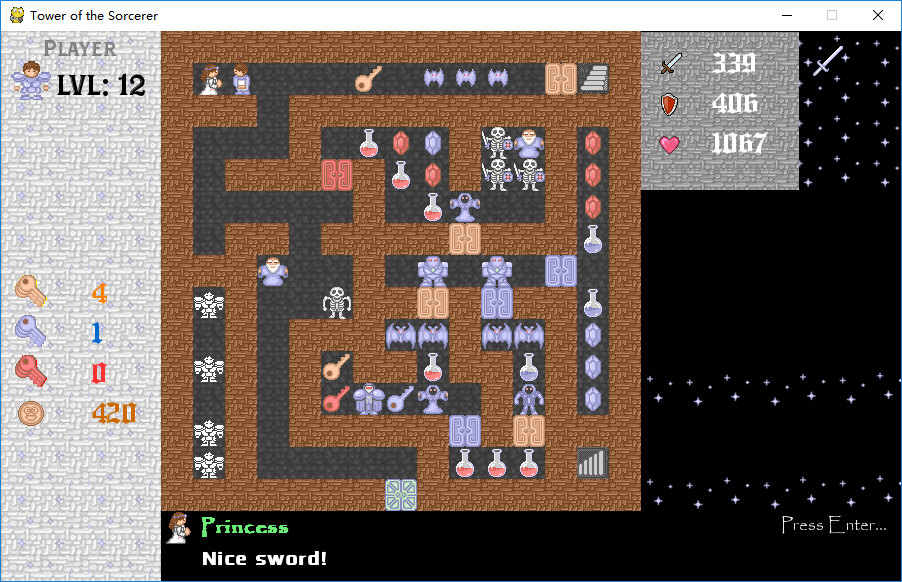 Tower of the Sorcerer
PLAYER
LVL: 12
4
1
0
420
339
406
1067
Princess
Nice sword!
Press Enter...